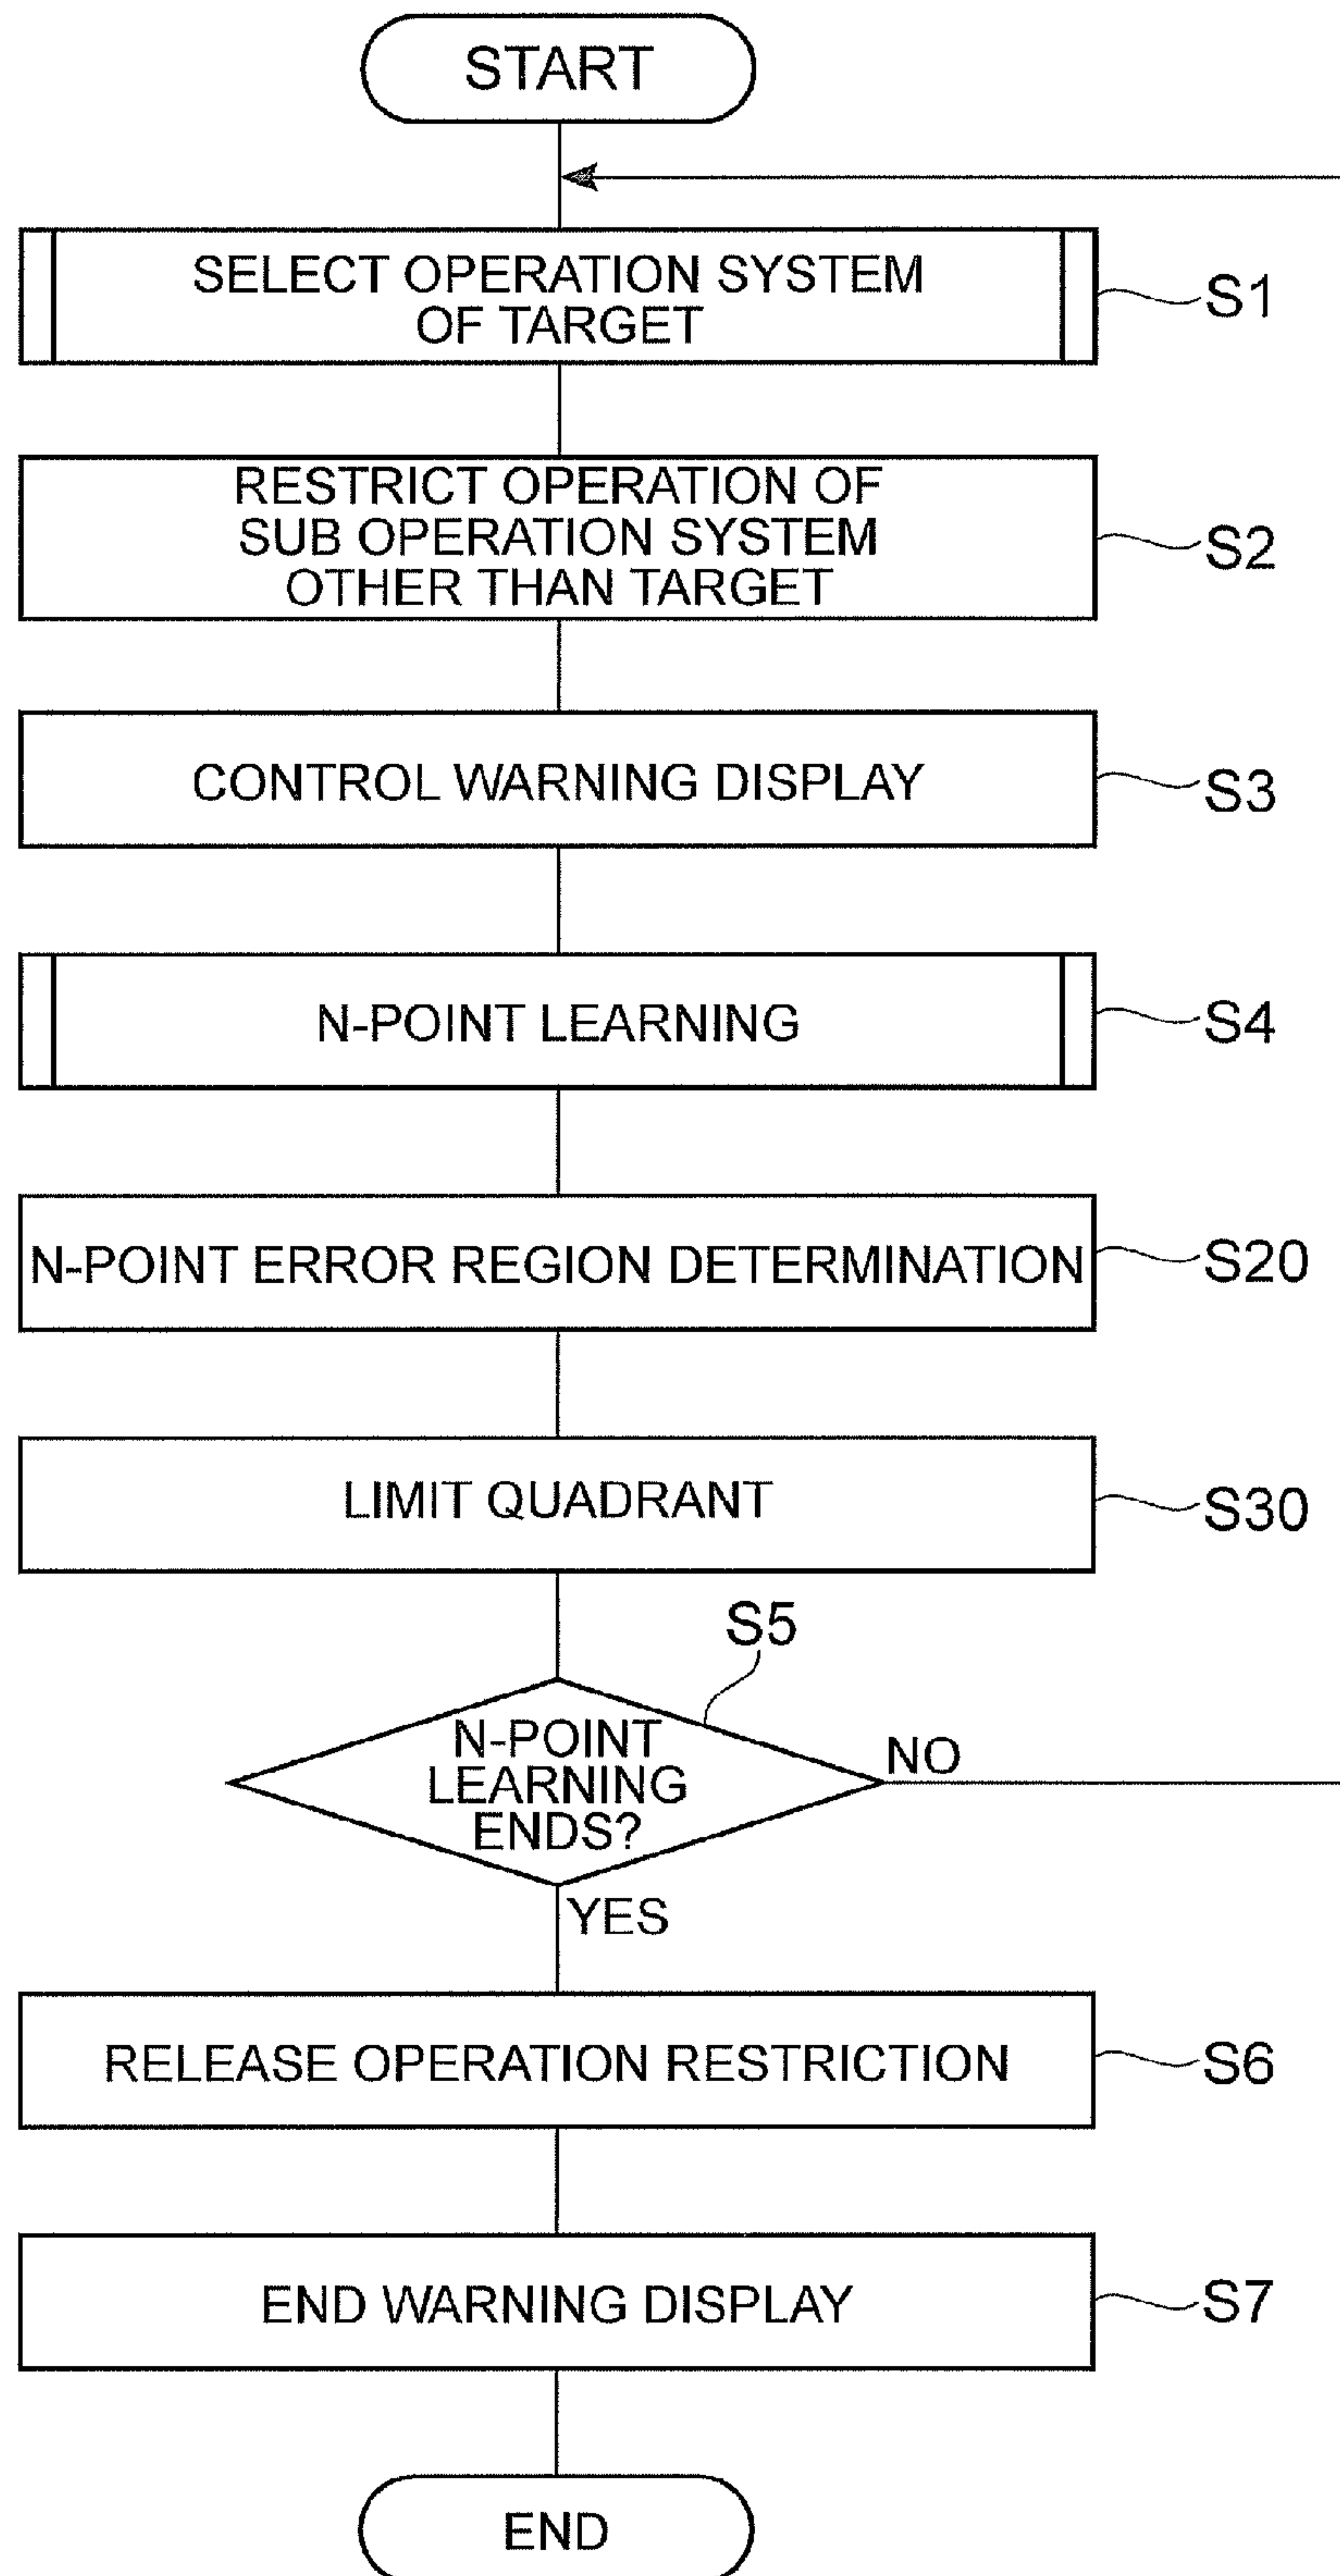 START
SELECT OPERATION SYSTEM
OF TARGET
S1
RESTRICT OPERATION OF
SUB OPERATION SYSTEM
OTHER THAN TARGET
S2
CONTROL WARNING DISPLAY
S3
N-POINT LEARNING
S4
N-POINT ERROR REGION DETERMINATION
S20
LIMIT QUADRANT
S30
S5
N-POINT
LEARNING
ENDS?
NO
YES
RELEASE OPERATION RESTRICTION
S6
END WARNING DISPLAY
S7
END